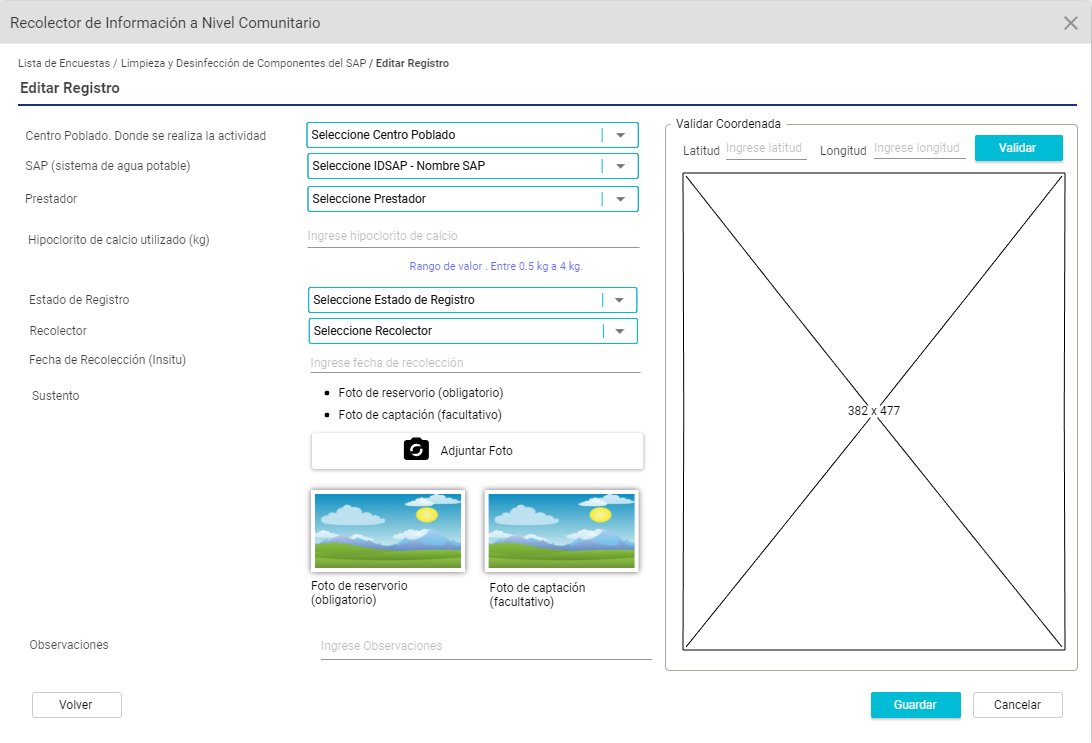 Recolector de Información a Nivel Comunitario
Lista de Encuestas / Limpieza y Desinfección de Componentes del SAP / Editar Registro
Editar Registro
Centro Poblado. Donde se realiza la actividad
Seleccione Centro Poblado
SAP (sistema de agua potable)
Seleccione IDSAP - Nombre SAP
Prestador
Seleccione Prestador
Hipoclorito de calcio utilizado (kg)
Ingrese hipoclorito de calcio
Rango de valor . Entre 0.5 kg a 4 kg.
Estado de Registro
Seleccione Estado de Registro
Recolector
Seleccione Recolector
Fecha de Recolección (Insitu)
Ingrese fecha de recolección
Sustento
• Foto de reservorio (obligatorio)
• Foto de captación (facultativo)
Adjuntar Foto
Foto de reservorio
(obligatorio)
Foto de captación
(facultativo)
Observaciones
Ingrese Observaciones
Validar Coordenada
Latitud
Ingrese latitud
Longitud
Ingrese longitud
Validar
382 x 477
Volver
Guardar
Cancelar